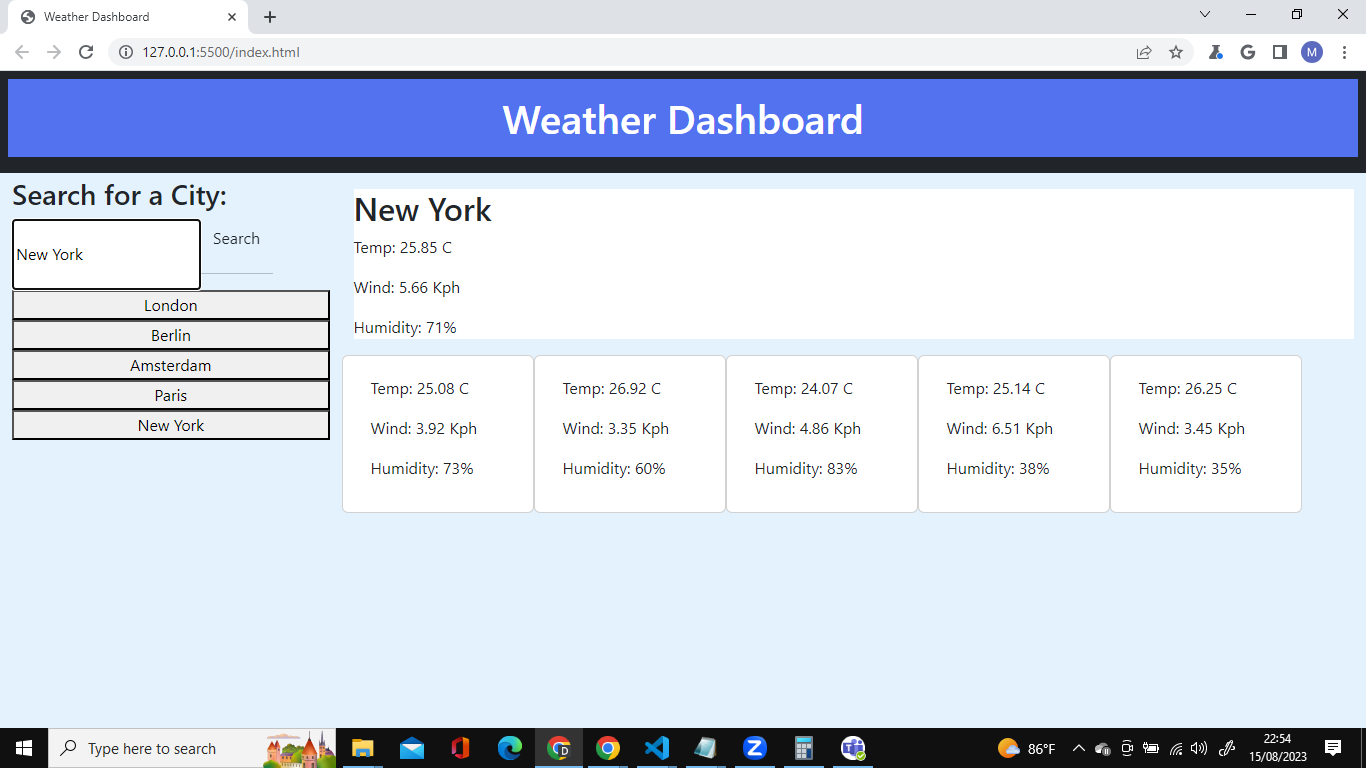 Weather Dashboard
127.0.0.1:5500/index.html
M
Weather Dashboard
Search for a City:
New York
Search
London
Berlin
Amsterdam
Paris
New York
New York
Temp: 25.85 C
Wind: 5.66 Kph
Humidity: 71%
Temp: 25.08 C
Wind: 3.92 Kph
Humidity: 73%
Temp: 26.92 C
Wind: 3.35 Kph
Humidity: 60%
Temp: 24.07 C
Wind: 4.86 Kph
Humidity: 83%
Temp: 25.14 C
Wind: 6.51 Kph
Humidity: 38%
Temp: 26.25 C
Wind: 3.45 Kph
Humidity: 35%
Type here to search
86°F
22:54
15/08/2023